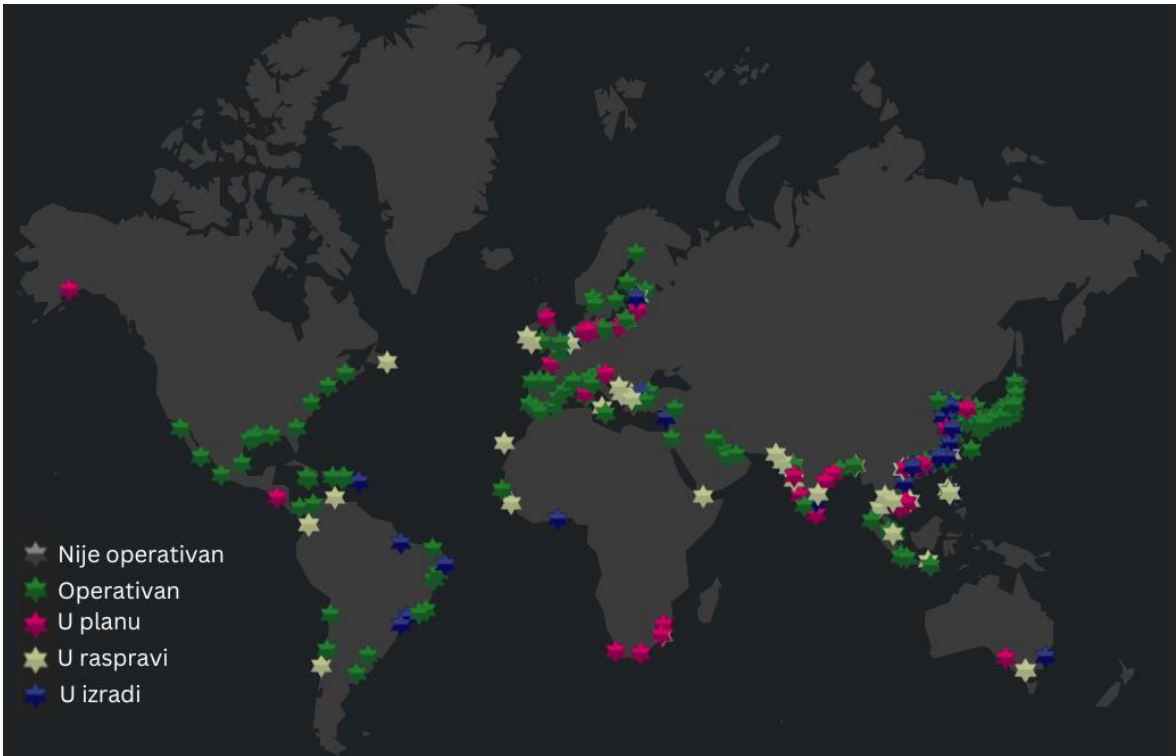 Nije operativan
Operativan
U planu
U raspravi
U izradi